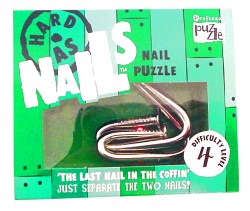 HARD AS
NAILS™
NAIL
PUZZLE
puzzle
'THE LAST NAIL IN THE COFFIN'
JUST SEPARATE THE TWO NAILS!
DIFFICULTY LEVEL
4